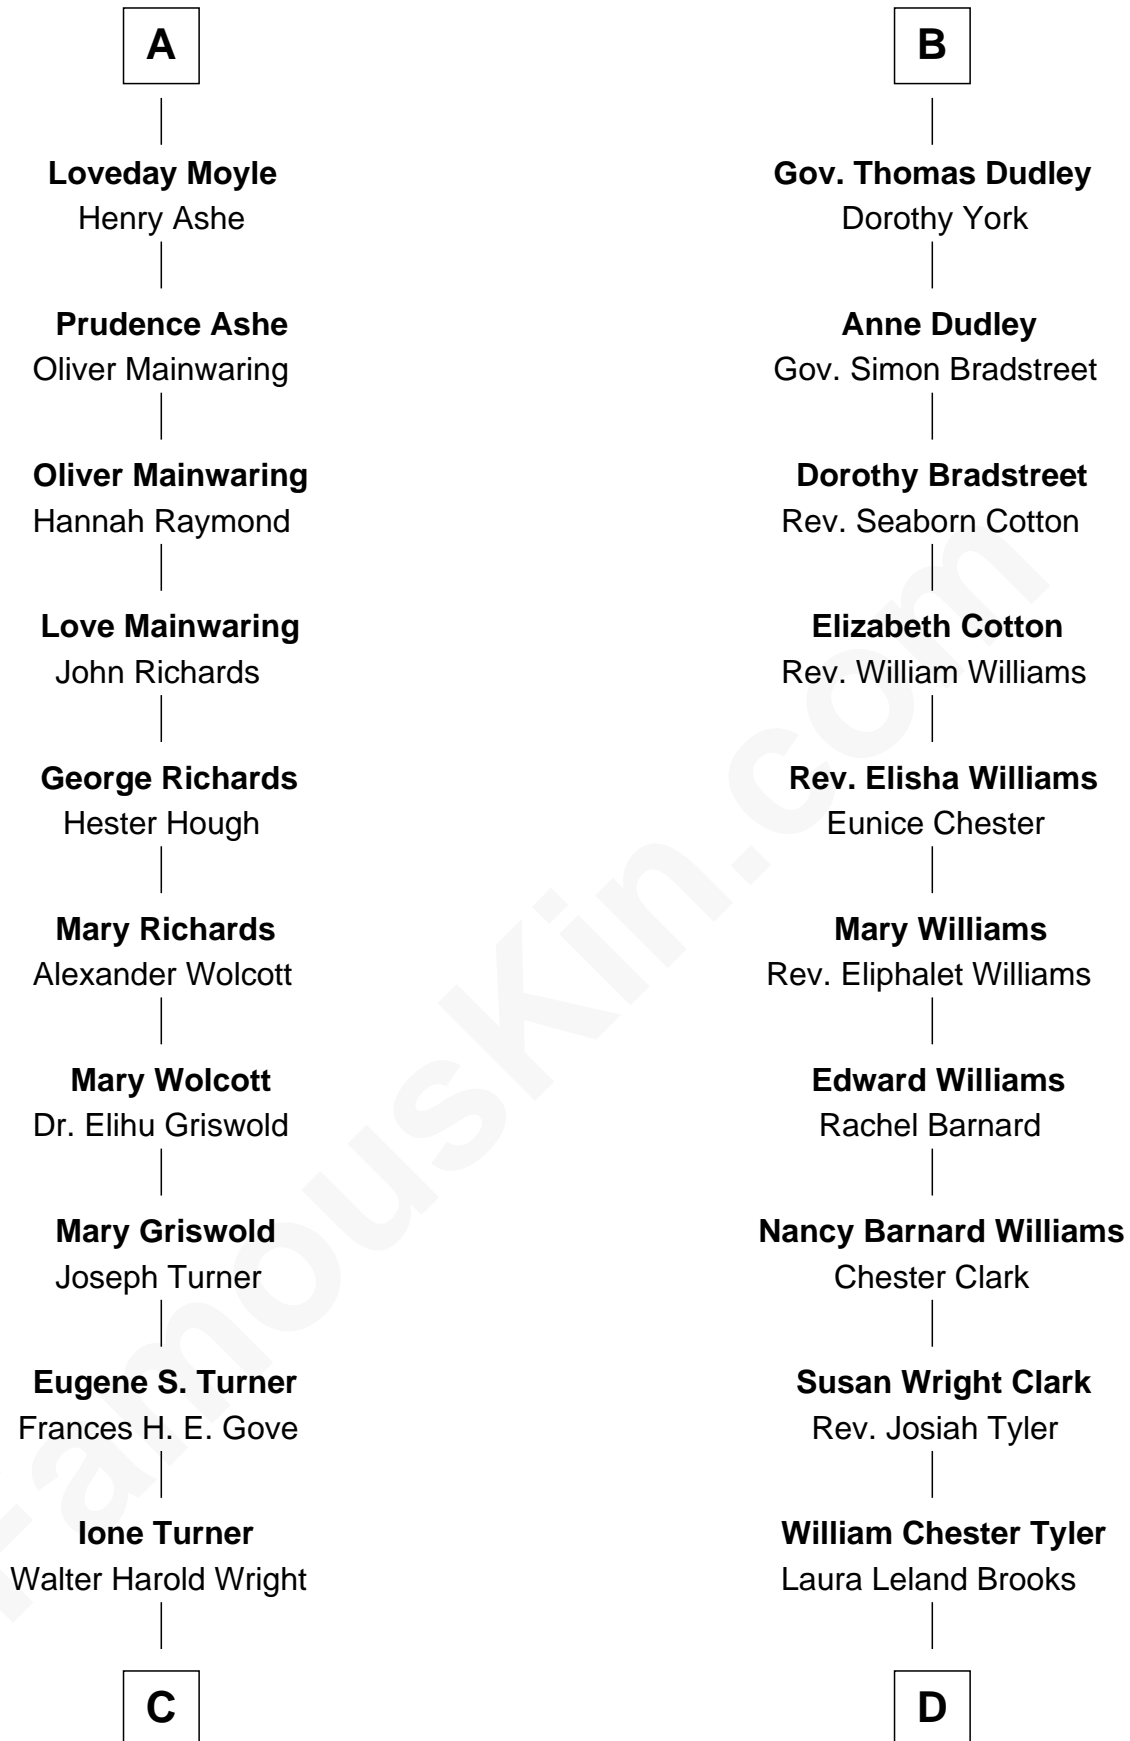 A
Loveday Moyle
Henry Ashe
Prudence Ashe
Oliver Mainwaring
Oliver Mainwaring
Hannah Raymond
Love Mainwaring
John Richards
George Richards
Hester Hough
Mary Richards
Alexander Wolcott
Mary Wolcott
Dr. Elihu Griswold
Mary Griswold
Joseph Turner
Eugene S. Turner
Frances H. E. Gove
Ione Turner
Walter Harold Wright
C
B
Gov. Thomas Dudley
Dorothy York
Anne Dudley
Gov. Simon Bradstreet
Dorothy Bradstreet
Rev. Seaborn Cotton
Elizabeth Cotton
Rev. William Williams
Rev. Elisha Williams
Eunice Chester
Mary Williams
Rev. Eliphalet Williams
Edward Williams
Rachel Barnard
Nancy Barnard Williams
Chester Clark
Susan Wright Clark
Rev. Josiah Tyler
William Chester Tyler
Laura Leland Brooks
D
FamousKin.com